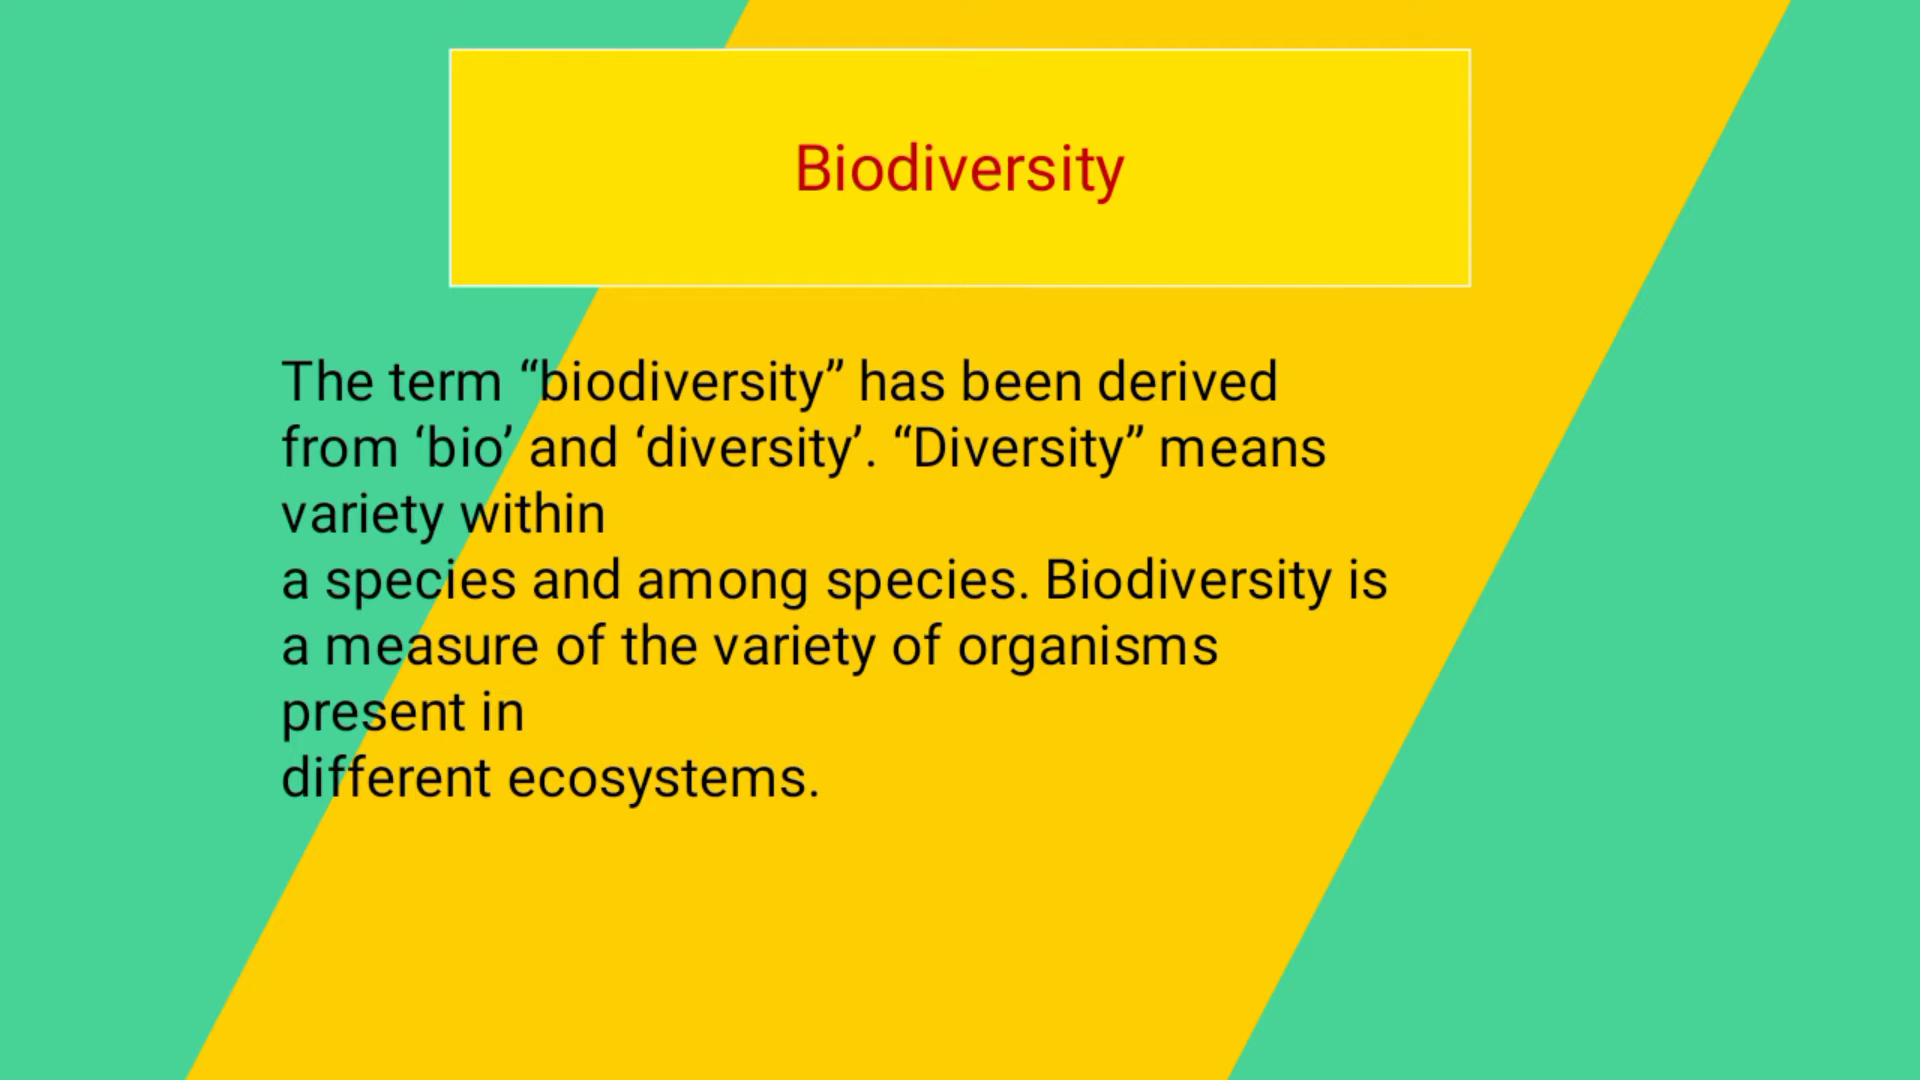 Biodiversity
The term “biodiversity” has been derived
from ‘bio’ and ‘diversity’. “Diversity” means
variety within
a species and among species. Biodiversity is
a measure of the variety of organisms
present in
different ecosystems.